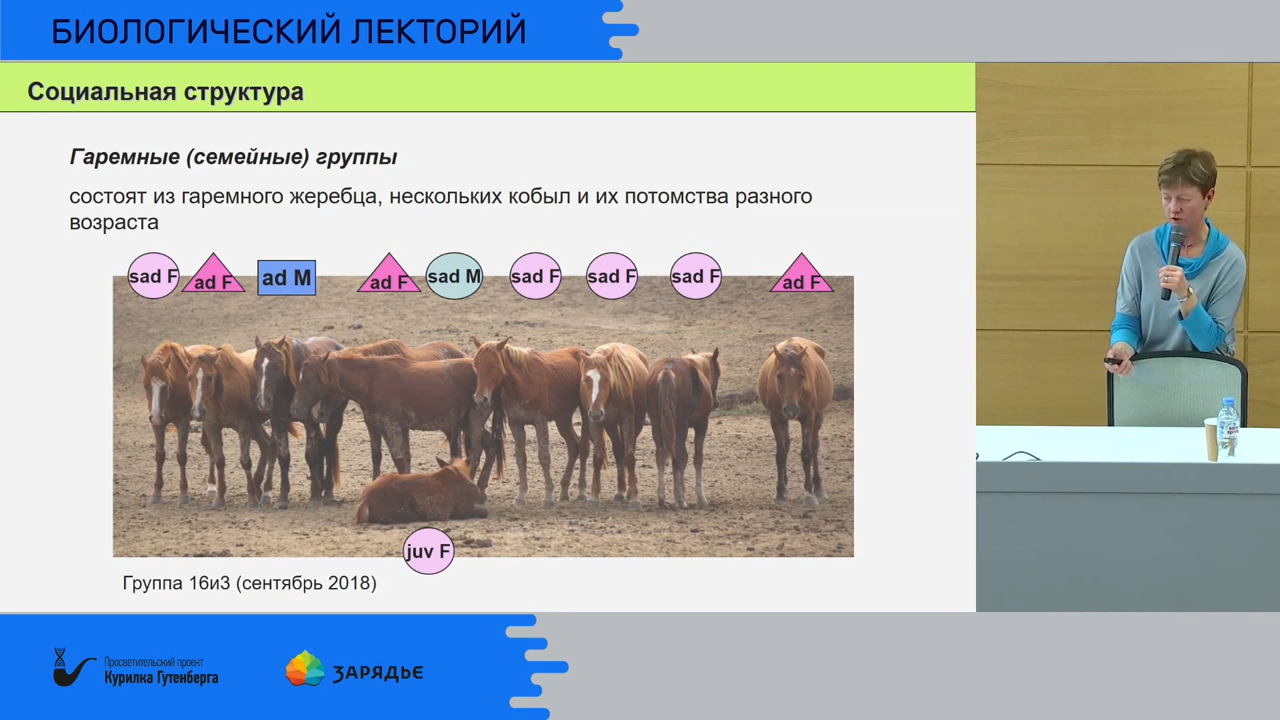 БИОЛОГИЧЕСКИЙ ЛЕКТОРИЙ
Социальная структура
Гаремные (семейные) группы
состоят из гаремного жеребца, нескольких кобыл и их потомства разного
возраста
sad F ad F ad M ad F sad M sad F sad F sad F ad F
juv F
Группа 16и3 (сентябрь 2018)
Просветительский проект
Курилка Гутенберга
ЗАРЯДЬЕ